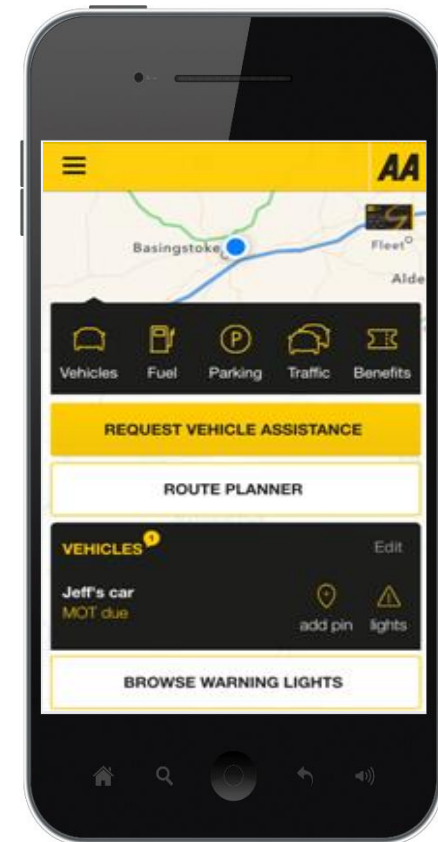 AA
Basingstoke
Fleet
Alde
Vehicles Fuel Parking Traffic Benefits
REQUEST VEHICLE ASSISTANCE
ROUTE PLANNER
VEHICLES 1 Edit
Jeff's car
MOT due
add pin lights
BROWSE WARNING LIGHTS